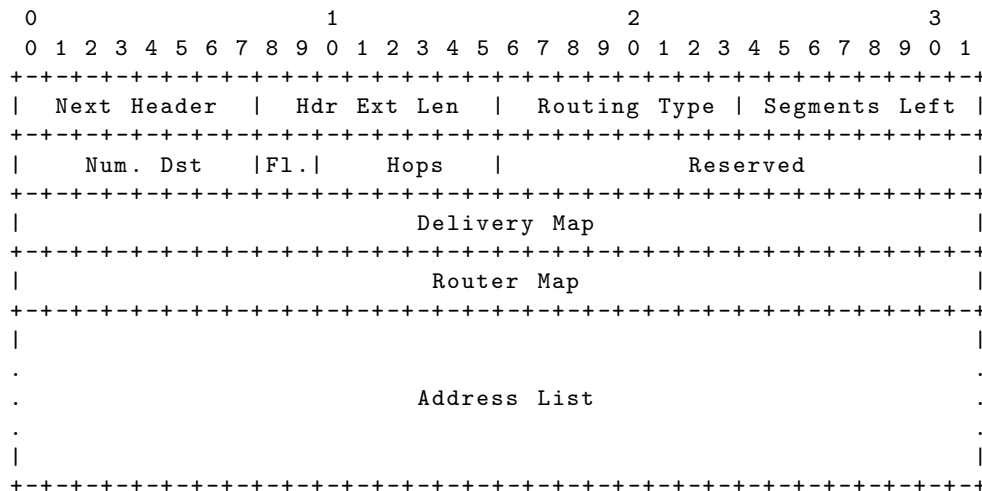 0                   1                   2                   3
 0 1 2 3 4 5 6 7 8 9 0 1 2 3 4 5 6 7 8 9 0 1 2 3 4 5 6 7 8 9 0 1
+-+-+-+-+-+-+-+-+-+-+-+-+-+-+-+-+-+-+-+-+-+-+-+-+-+-+-+-+-+-+-+-+
|  Next Header  |  Hdr Ext Len  |  Routing Type | Segments Left |
+-+-+-+-+-+-+-+-+-+-+-+-+-+-+-+-+-+-+-+-+-+-+-+-+-+-+-+-+-+-+-+-+
|    Num. Dst   |Fl.|    Hops   |            Reserved           |
+-+-+-+-+-+-+-+-+-+-+-+-+-+-+-+-+-+-+-+-+-+-+-+-+-+-+-+-+-+-+-+-+
|                          Delivery Map                         |
+-+-+-+-+-+-+-+-+-+-+-+-+-+-+-+-+-+-+-+-+-+-+-+-+-+-+-+-+-+-+-+-+
|                           Router Map                          |
+-+-+-+-+-+-+-+-+-+-+-+-+-+-+-+-+-+-+-+-+-+-+-+-+-+-+-+-+-+-+-+-+
|                                                               |
.                                                               .
.                          Address List                         .
.                                                               .
|                                                               |
+-+-+-+-+-+-+-+-+-+-+-+-+-+-+-+-+-+-+-+-+-+-+-+-+-+-+-+-+-+-+-+-+